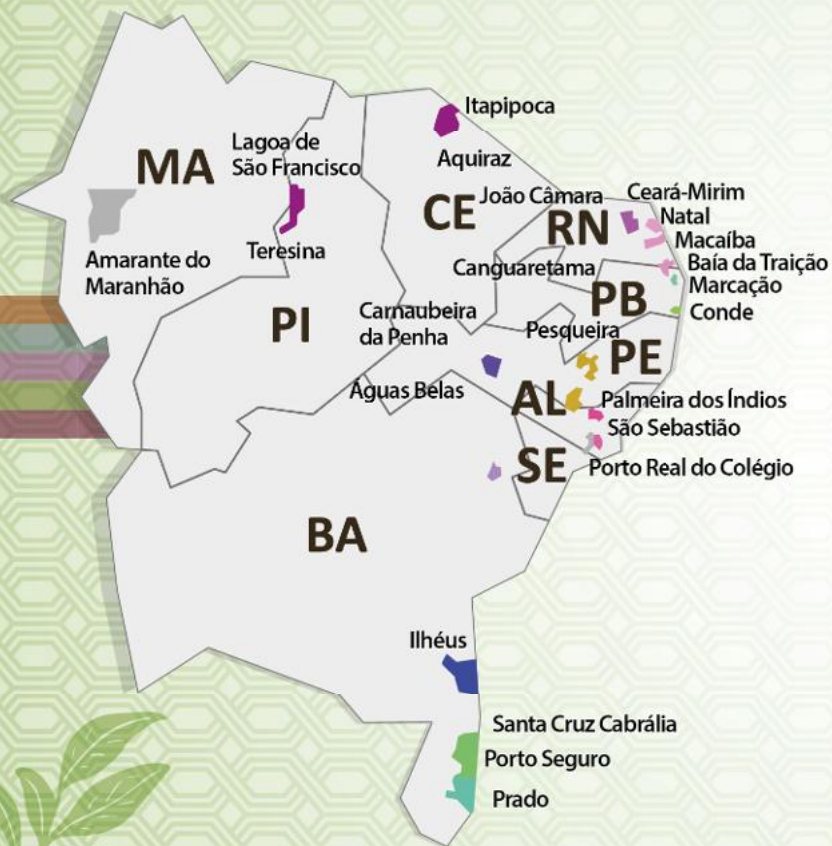 Itapipoca
Aquiraz
Lagoa de
São Francisco
MA
CE
João Câmara
Ceará-Mirim
RN
Natal
Macaíba
Teresina
Amarante do
Maranhão
Canguaretama
Baía da Traição
Marcação
PB
Conde
PI
Carnaubeira
da Penha
Pesqueira
PE
Águas Belas
AL
Palmeira dos Índios
São Sebastião
SE
Porto Real do Colégio
BA
Ilhéus
Santa Cruz Cabrália
Porto Seguro
Prado